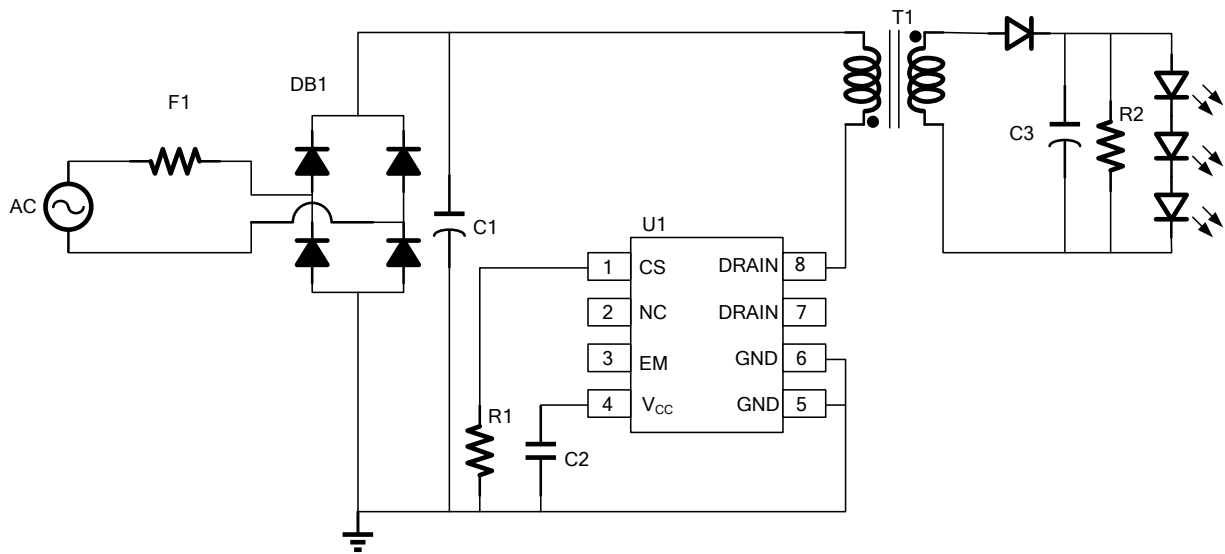 T1
DB1
F1
R2
C3
AC
C1
U1
1 CS DRAIN 8
2 NC DRAIN 7
3 EM GND 6
4 VCC GND 5
R1
C2